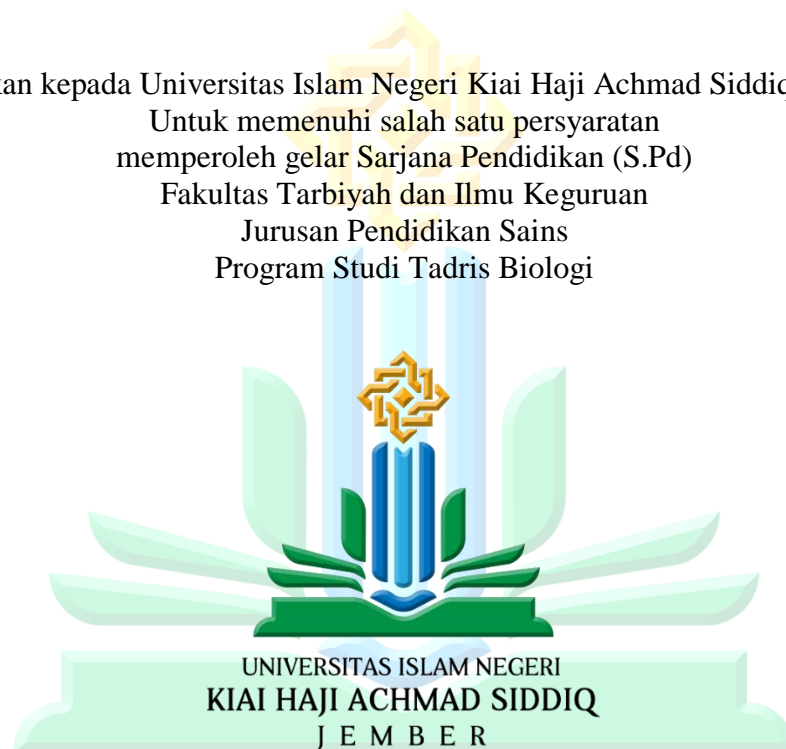 kan kepada Universitas Islam Negeri Kiai Haji Achmad Siddiq
Untuk memenuhi salah satu persyaratan
memperoleh gelar Sarjana Pendidikan (S.Pd)
Fakultas Tarbiyah dan Ilmu Keguruan
Jurusan Pendidikan Sains
Program Studi Tadris Biologi
UNIVERSITAS ISLAM NEGERI
KIAI HAJI ACHMAD SIDDIQ
JEMBER